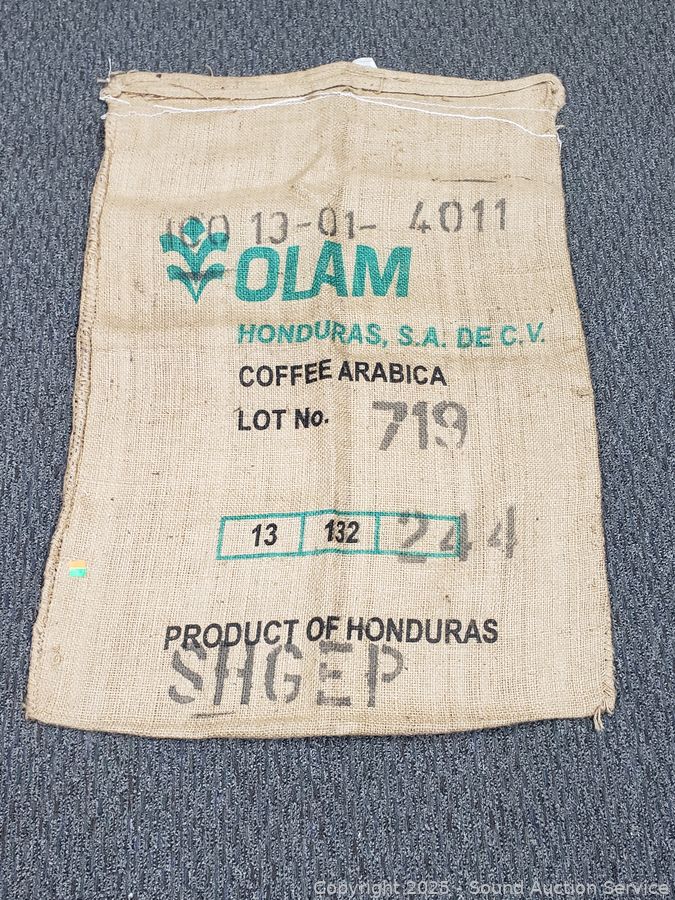 ICO 13-01- 4011
OLAM
HONDURAS, S.A. DE C.V.
COFFEE ARABICA
LOT No. 719
13 132 244
PRODUCT OF HONDURAS
SHGEP
Copyright 2025 - Sound Auction Service